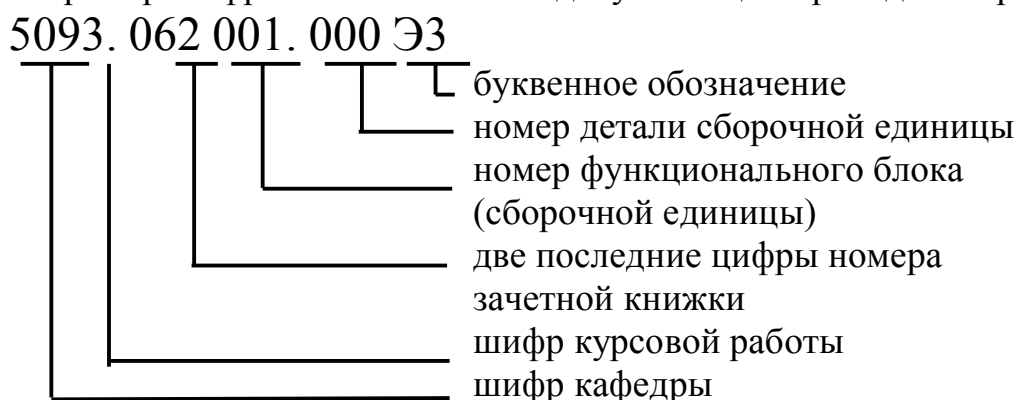 5093. 062 001. 000 Э3
буквенное обозначение
номер детали сборочной единицы
номер функционального блока
(сборочной единицы)
две последние цифры номера
зачетной книжки
шифр курсовой работы
шифр кафедры